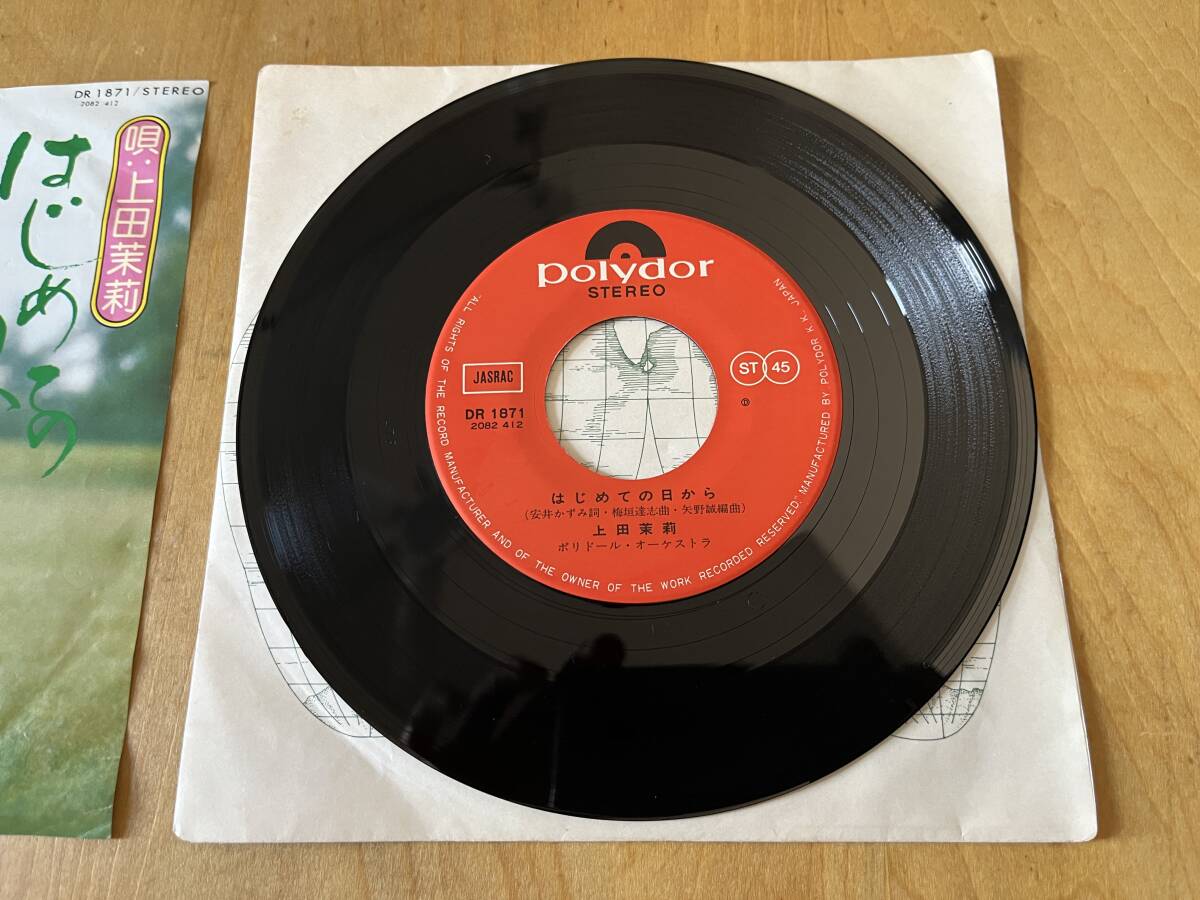 DR 1871/STEREO
2082 412
唄・上田茉莉
はじめての
polydor
STEREO
JASRAC
ST 45
DR 1871
2082 412
Ⓟ
はじめての日から
(安井かずみ詞・梅垣達志曲・矢野誠編曲)
上田茉莉
ポリドール・オーケストラ
"ALL RIGHTS OF THE RECORD MANUFACTURER AND OF THE OWNER OF THE WORK RECORDED RESERVED." MANUFACTURED BY POLYDOR K.K. JAPAN